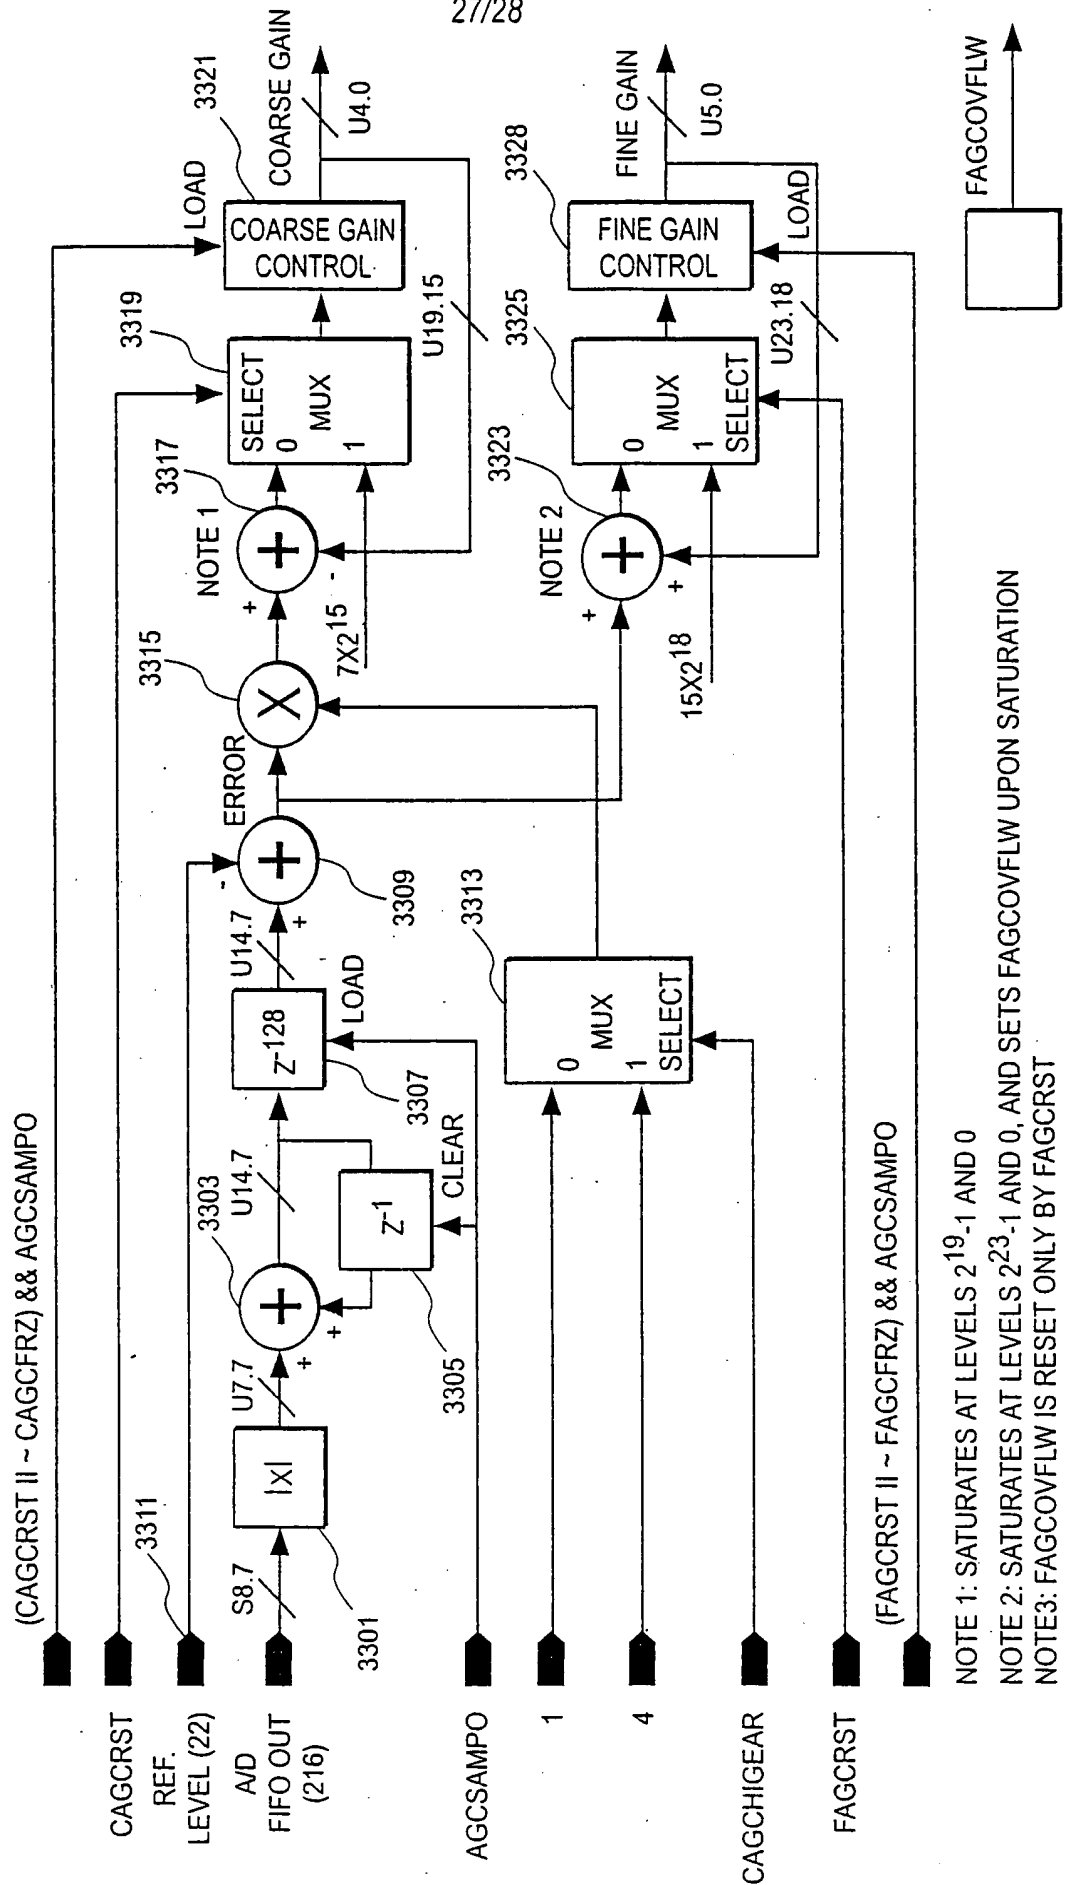 27/28
(CAGCRST II ~ CAGCFRZ) && AGCSAMPO
CAGCRST
REF.
LEVEL (22)
3311
A/D
FIFO OUT
(216)
S8.7
3301
|X|
U7.7
+
+
3303
U14.7
Z-1
3305
CLEAR
Z-128
3307
LOAD
U14.7
+
-
3309
ERROR
3315
X
+
-
NOTE 1
3317
7X2 15
3319
SELECT
0
MUX
1
LOAD
3321
COARSE GAIN
CONTROL
COARSE GAIN
U4.0
U19.15
AGCSAMPO
1
4
CAGCHIGEAR
3313
0
MUX
1
SELECT
+
+
NOTE 2
3323
15X2 18
3325
0
MUX
1
SELECT
3328
FINE GAIN
CONTROL
FINE GAIN
U5.0
LOAD
U23.18
FAGCRST
(FAGCRST II ~ FAGCFRZ) && AGCSAMPO
FAGCOVFLW
NOTE 1: SATURATES AT LEVELS 2 19-1 AND 0
NOTE 2: SATURATES AT LEVELS 2 23-1 AND 0, AND SETS FAGCOVFLW UPON SATURATION
NOTE3: FAGCOVFLW IS RESET ONLY BY FAGCRST